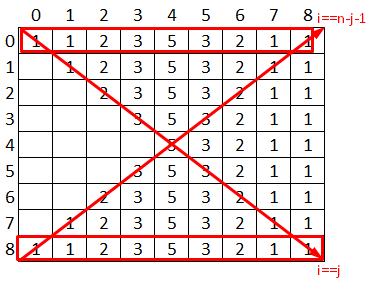 0 1 2 3 4 5 6 7 8
i==n-j-1
0 1 1 2 3 5 3 2 1 1
1 1 2 3 5 3 2 1 1
2 2 3 5 3 2 1 1
3 3 5 3 2 1 1
4 5 3 2 1 1
5 3 5 3 2 1 1
6 2 3 5 3 2 1 1
7 1 2 3 5 3 2 1 1
8 1 1 2 3 5 3 2 1 1
i==j